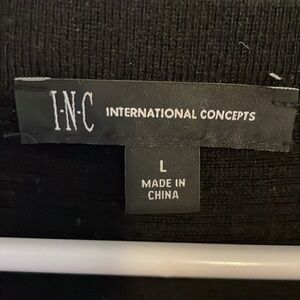 I·N·C INTERNATIONAL CONCEPTS
L
MADE IN
CHINA